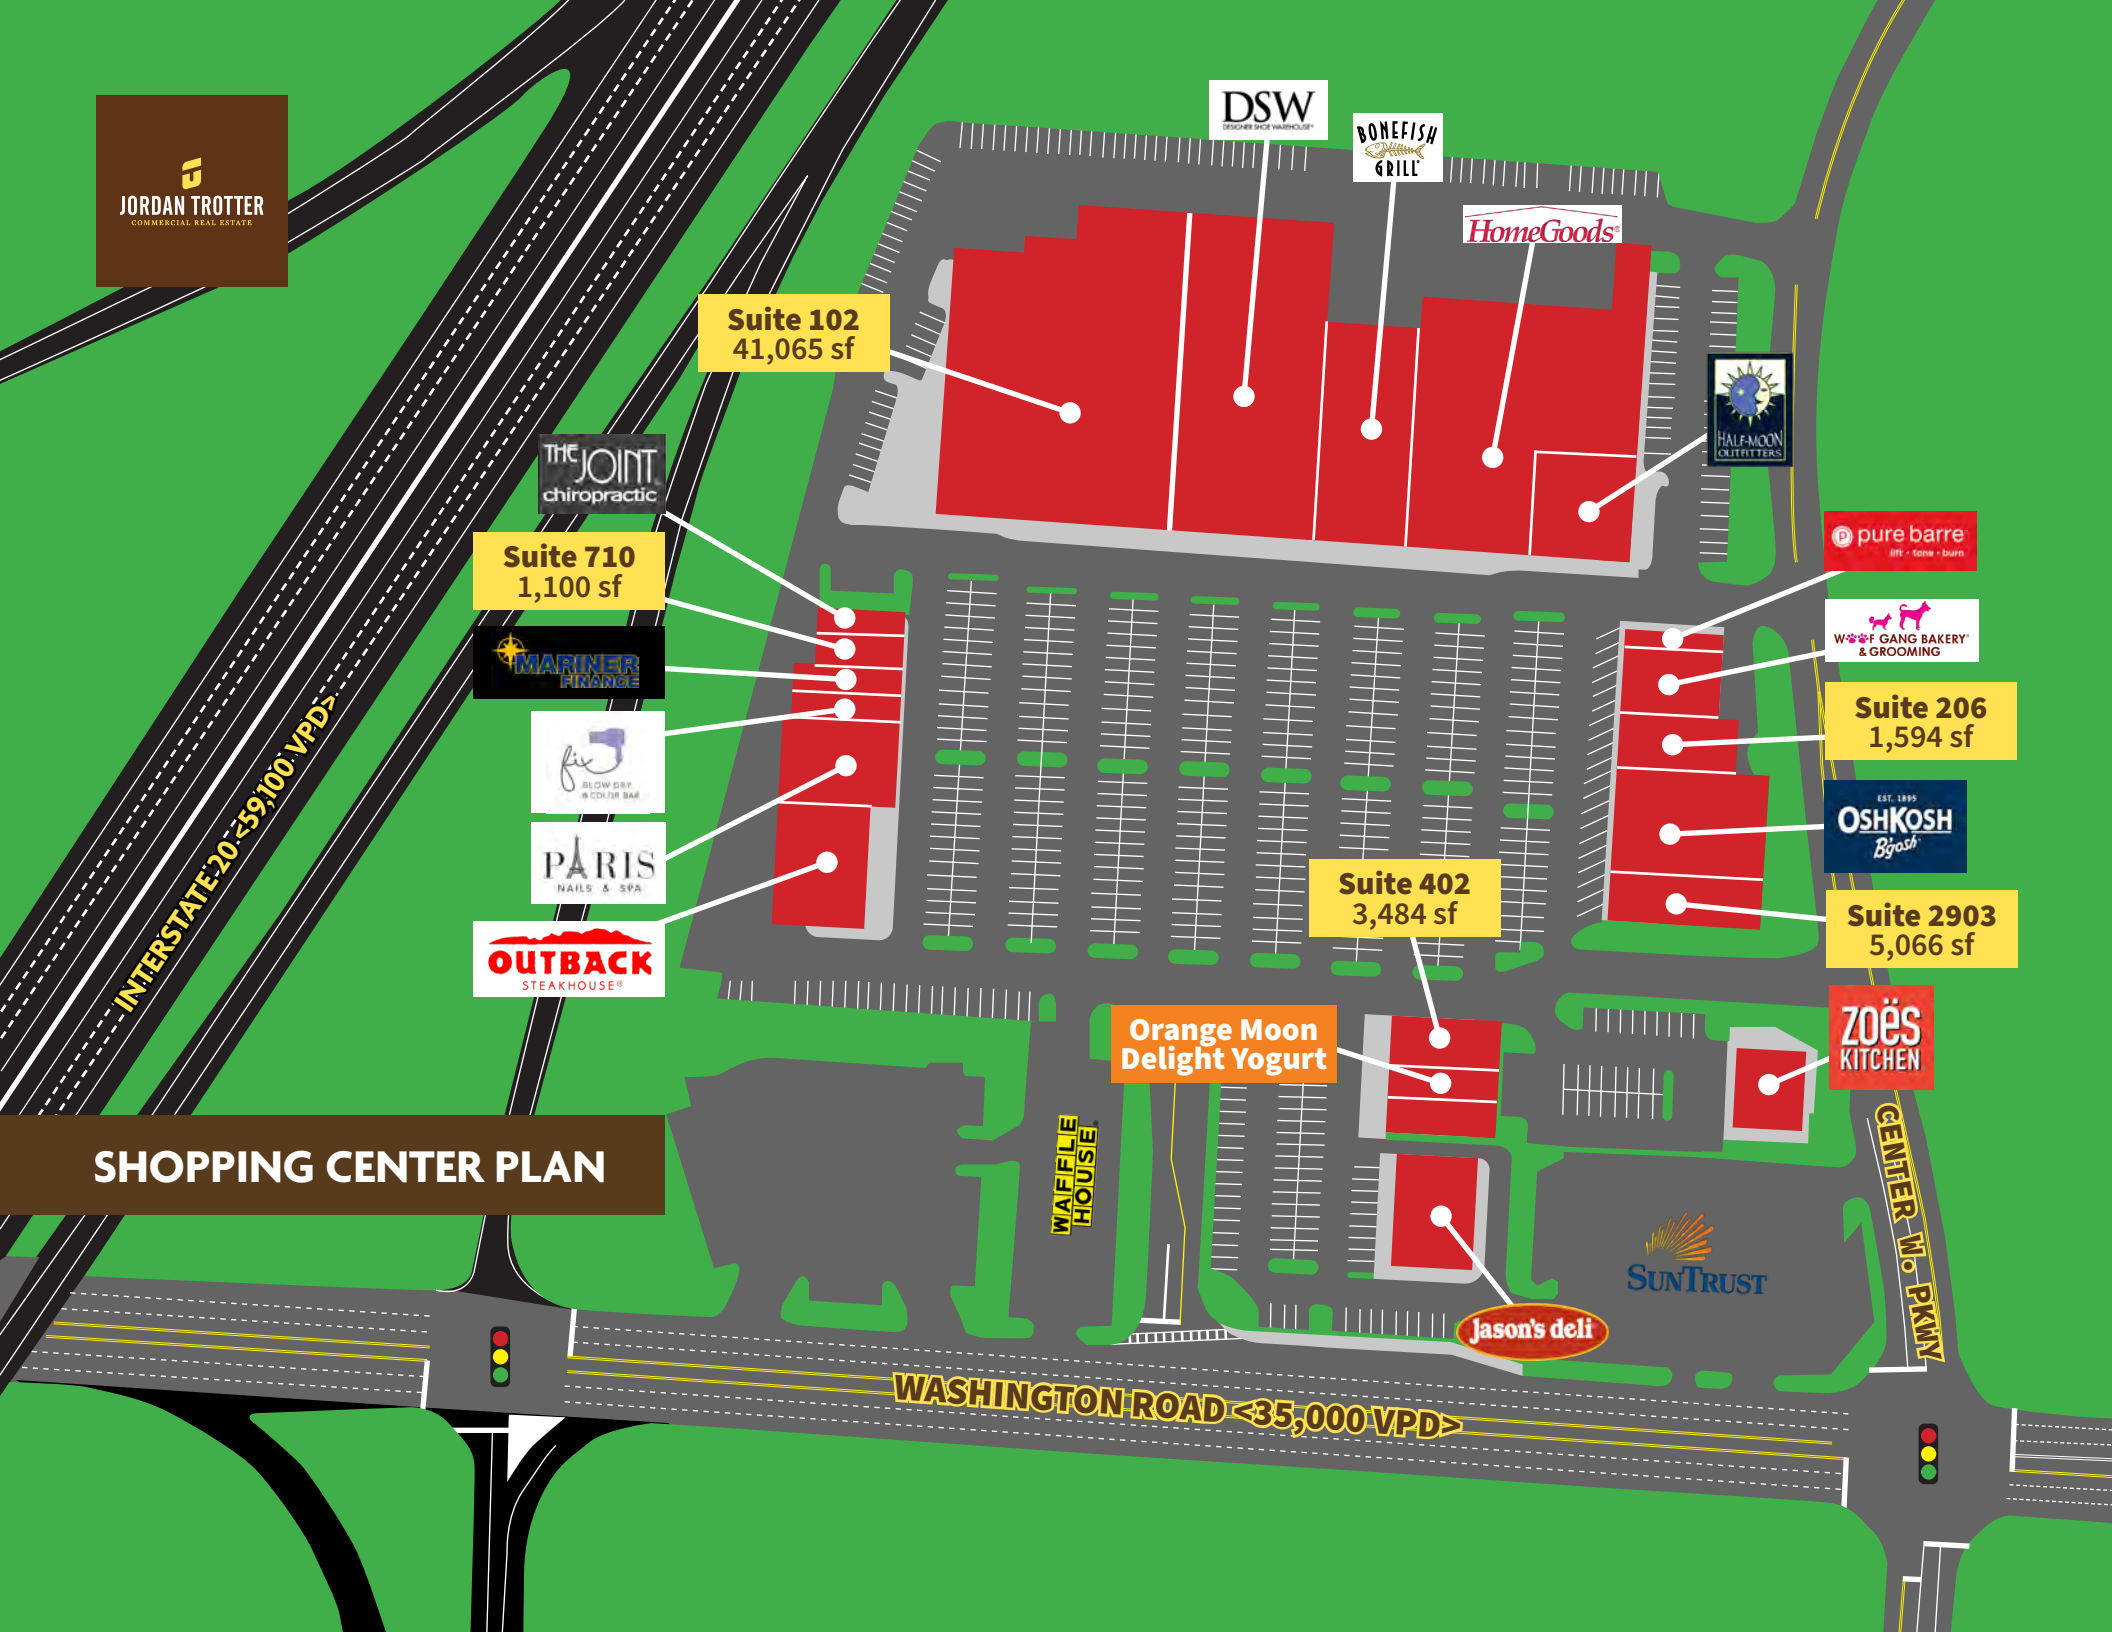 JORDAN TROTTER
COMMERCIAL REAL ESTATE
DSW
DESIGNER SHOE WAREHOUSE
BONEFISH
GRILL
HomeGoods
Suite 102
41,065 sf
HALF-MOON
OUTFITTERS
THE JOINT
chiropractic
Suite 710
1,100 sf
MARINER
FINANCE
fix
BLOW DRY
& COLOR BAR
PARIS
NAILS & SPA
OUTBACK
STEAKHOUSE®
pure barre
lift • tone • burn
WOOF GANG BAKERY
& GROOMING
Suite 206
1,594 sf
EST. 1895
OSHKOSH
B'gosh
Suite 402
3,484 sf
Suite 2903
5,066 sf
ZOËS
KITCHEN
Orange Moon
Delight Yogurt
WAFFLE
HOUSE
SUNTRUST
Jason's deli
INTERSTATE 20 <59,100 VPD>
SHOPPING CENTER PLAN
CENTER W. PKWY
WASHINGTON ROAD <35,000 VPD>